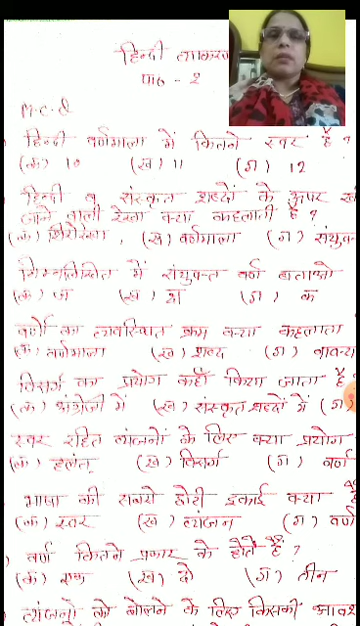 हिन्दी व्याकरण
पाठ - 2
M.C.Q
हिन्दी वर्णमाला में कितने स्वर हैं ?
(क) 10 (ख) 11 (ग) 12
हिन्दी व संस्कृत शब्दों के ऊपर
जाने वाली रेखा क्या कहलाती है ?
(क) शिरोरेखा, (ख) वर्णमाला (ग)
निम्नलिखित में संयुक्त वर्ण बताओ
(क) (ख) (ग) क
वर्णों का व्यवस्थित क्रम क्या कहलाता
(क) वर्णमाला (ख) शब्द (ग) वाक्य
विसर्ग का प्रयोग कहाँ किया जाता है
(क) अंग्रेजी में (ख) संस्कृत शब्दों में (ग)
स्वर रहित व्यंजनों के लिए क्या प्रयोग
(क) हलंत् (ख) विसर्ग (ग) वर्ण
भाषा की सबसे छोटी इकाई क्या है
(क) स्वर (ख) व्यंजन (ग) वर्ण
वर्ण कितने प्रकार के होते हैं ?
(क) एक (ख) दो (ग) तीन
व्यंजनों को बोलने के लिए किसकी